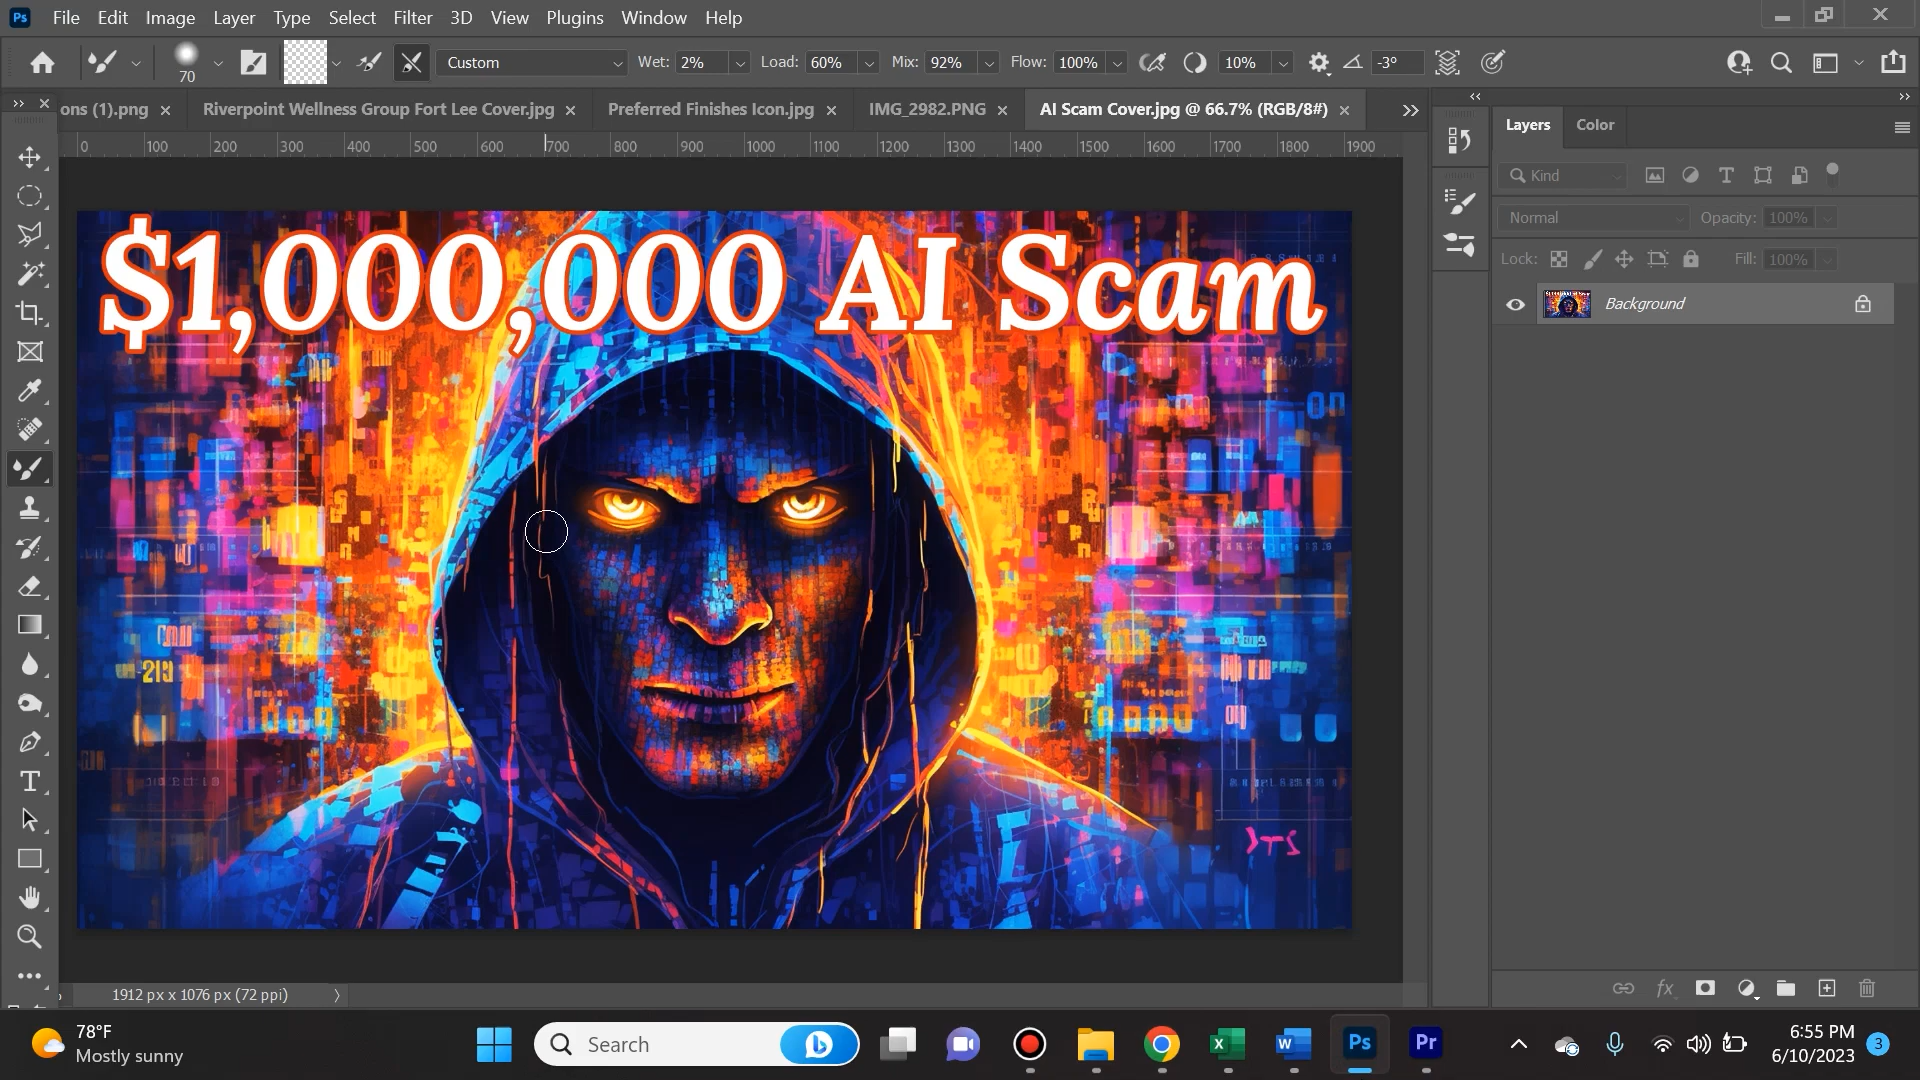 Ps File Edit Image Layer Type Select Filter 3D View Plugins Window Help
70 Custom Wet: 2% Load: 60% Mix: 92% Flow: 100% 10% -3°
ons (1).png Riverpoint Wellness Group Fort Lee Cover.jpg Preferred Finishes Icon.jpg IMG_2982.PNG AI Scam Cover.jpg @ 66.7% (RGB/8#)
0 100 200 300 400 500 600 700 800 900 1000 1100 1200 1300 1400 1500 1600 1700 1800 1900
$1,000,000 AI Scam
Layers Color
Kind
Normal Opacity: 100%
Lock: Fill: 100%
Background
fx
1912 px x 1076 px (72 ppi)
78°F
Mostly sunny
Search
Ps Pr
6:55 PM
6/10/2023
3